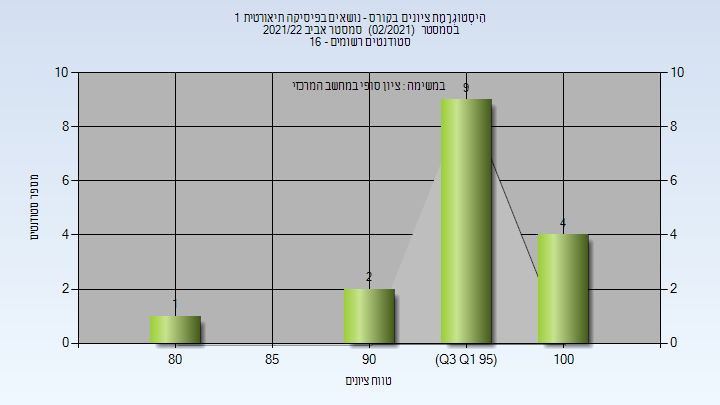 היסטוגרמת ציונים בקורס - נושאים בפיסיקה תיאורטית 1
בסמסטר (02/2021) סמסטר אביב 2021/22
סטודנטים רשומים - 16
במשימה : ציון סופי במחשב המרכזי
10 10
8 8
6 6
4 4
2 2
0 0
1 2 9 4
מספר סטודנטים
80 85 90 (Q3 Q1 95) 100
טווח ציונים